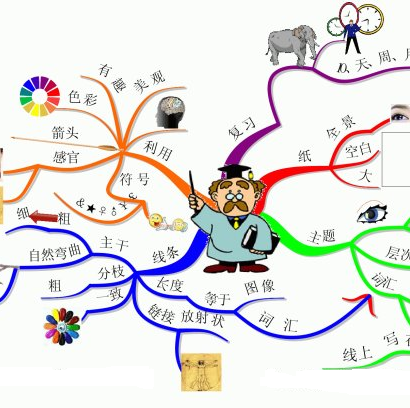 有趣 美观
色彩
箭头
感官
利用
符号
细
粗
自然弯曲
主干
线条
粗
分枝
一致
长度
等于
图像
词汇
链接
放射状
复习
天、周、月
纸
全景
空白
大
主题
层次
词汇
线上
写